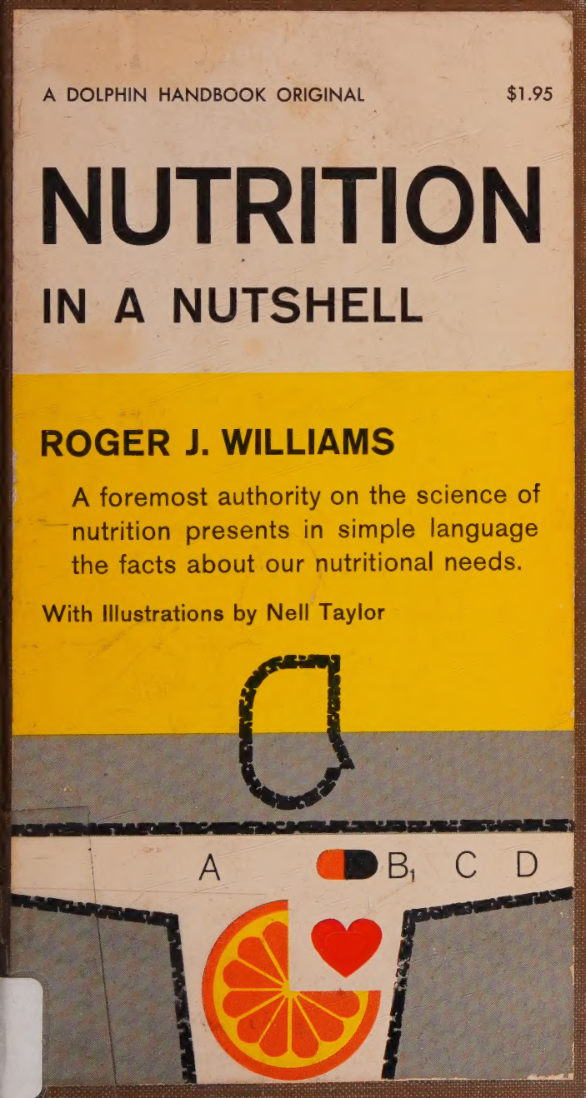 A DOLPHIN HANDBOOK ORIGINAL $1.95
NUTRITION
IN A NUTSHELL
ROGER J. WILLIAMS
A foremost authority on the science of
nutrition presents in simple language
the facts about our nutritional needs.
With Illustrations by Nell Taylor
A B₁ C D